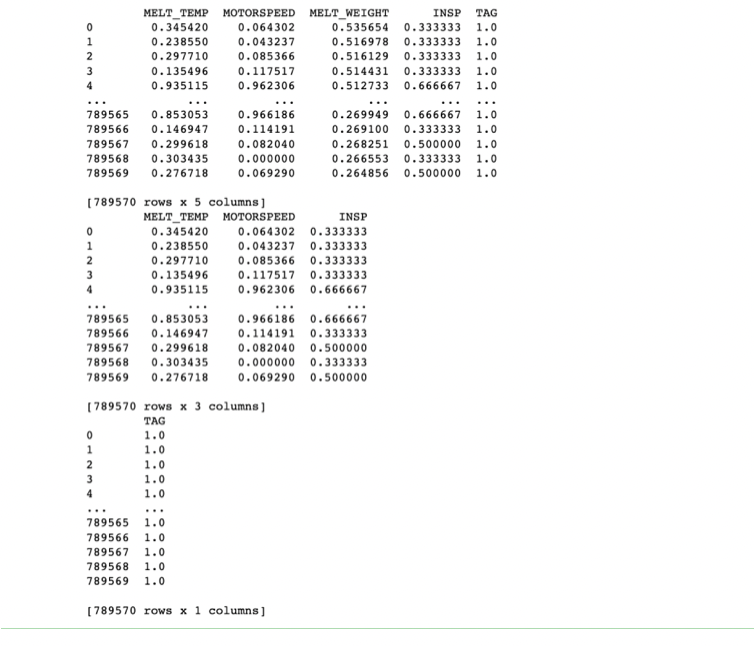 MELT_TEMP MOTORSPEED MELT_WEIGHT INSP TAG
0 0.345420 0.064302 0.535654 0.333333 1.0
1 0.238550 0.043237 0.516978 0.333333 1.0
2 0.297710 0.085366 0.516129 0.333333 1.0
3 0.135496 0.117517 0.514431 0.333333 1.0
4 0.935115 0.962306 0.512733 0.666667 1.0
... ... ... ... ... ...
789565 0.853053 0.966186 0.269949 0.666667 1.0
789566 0.146947 0.114191 0.269100 0.333333 1.0
789567 0.299618 0.082040 0.268251 0.500000 1.0
789568 0.303435 0.000000 0.266553 0.333333 1.0
789569 0.276718 0.069290 0.264856 0.500000 1.0
[789570 rows x 5 columns]
MELT_TEMP MOTORSPEED INSP
0 0.345420 0.064302 0.333333
1 0.238550 0.043237 0.333333
2 0.297710 0.085366 0.333333
3 0.135496 0.117517 0.333333
4 0.935115 0.962306 0.666667
... ... ... ...
789565 0.853053 0.966186 0.666667
789566 0.146947 0.114191 0.333333
789567 0.299618 0.082040 0.500000
789568 0.303435 0.000000 0.333333
789569 0.276718 0.069290 0.500000
[789570 rows x 3 columns]
TAG
0 1.0
1 1.0
2 1.0
3 1.0
4 1.0
... ...
789565 1.0
789566 1.0
789567 1.0
789568 1.0
789569 1.0
[789570 rows x 1 columns]